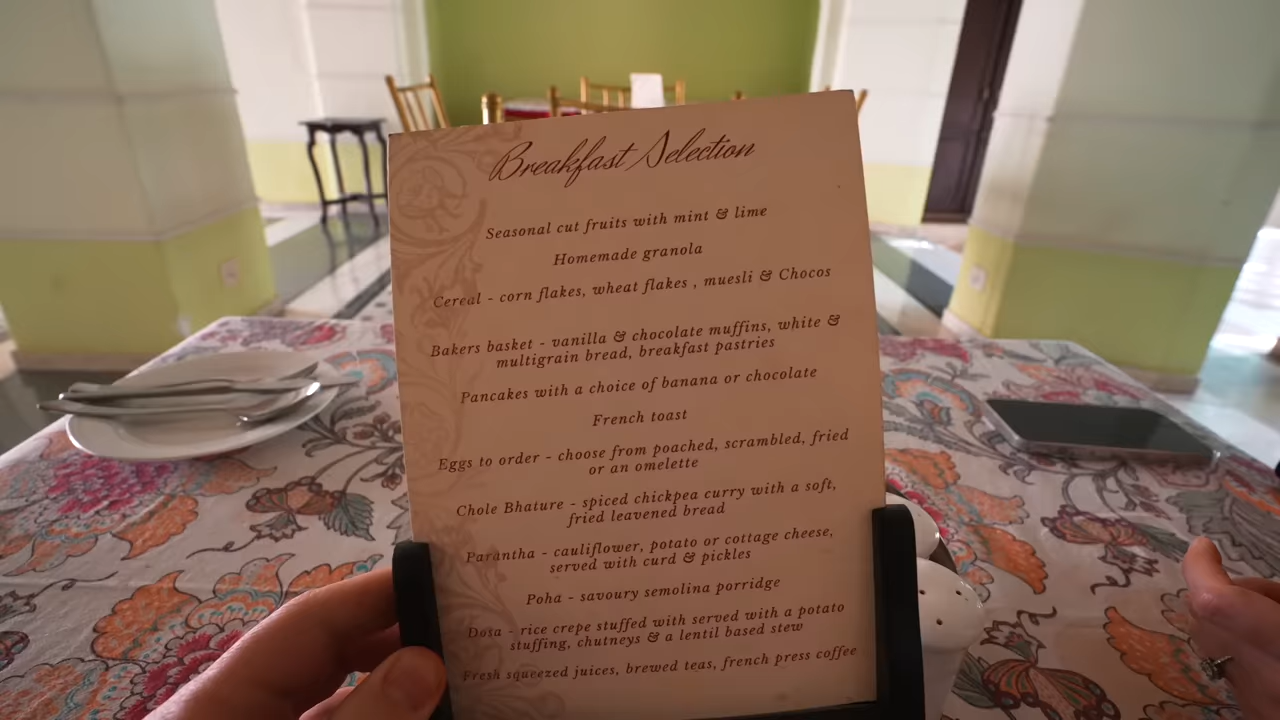 Breakfast Selection
Seasonal cut fruits with mint & lime
Homemade granola
Cereal - corn flakes, wheat flakes , muesli & Chocos
Bakers basket - vanilla & chocolate muffins, white &
multigrain bread, breakfast pastries
Pancakes with a choice of banana or chocolate
French toast
Eggs to order - choose from poached, scrambled, fried
or an omelette
Chole Bhature - spiced chickpea curry with a soft,
fried leavened bread
Parantha - cauliflower, potato or cottage cheese,
served with curd & pickles
Poha - savoury semolina porridge
Dosa - rice crepe stuffed with served with a potato
stuffing, chutneys & a lentil based stew
Fresh squeezed juices, brewed teas, french press coffee